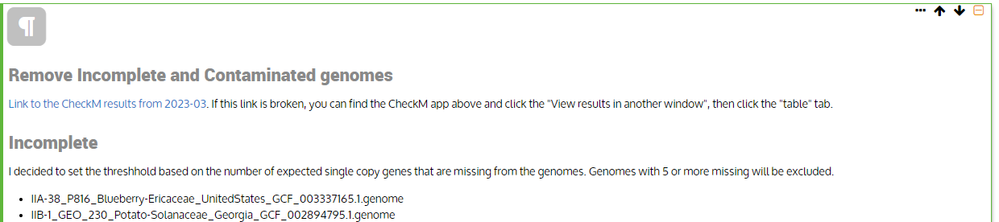 Remove Incomplete and Contaminated genomes
Link to the CheckM results from 2023-03. If this link is broken, you can find the CheckM app above and click the "View results in another window", then click the "table" tab.
Incomplete
I decided to set the threshhold based on the number of expected single copy genes that are missing from the genomes. Genomes with 5 or more missing will be excluded.
• IIA-38_P816_Blueberry-Ericaceae_UnitedStates_GCF_003337165.1.genome
• IIB-1_GEO_230_Potato-Solanaceae_Georgia_GCF_002894795.1.genome